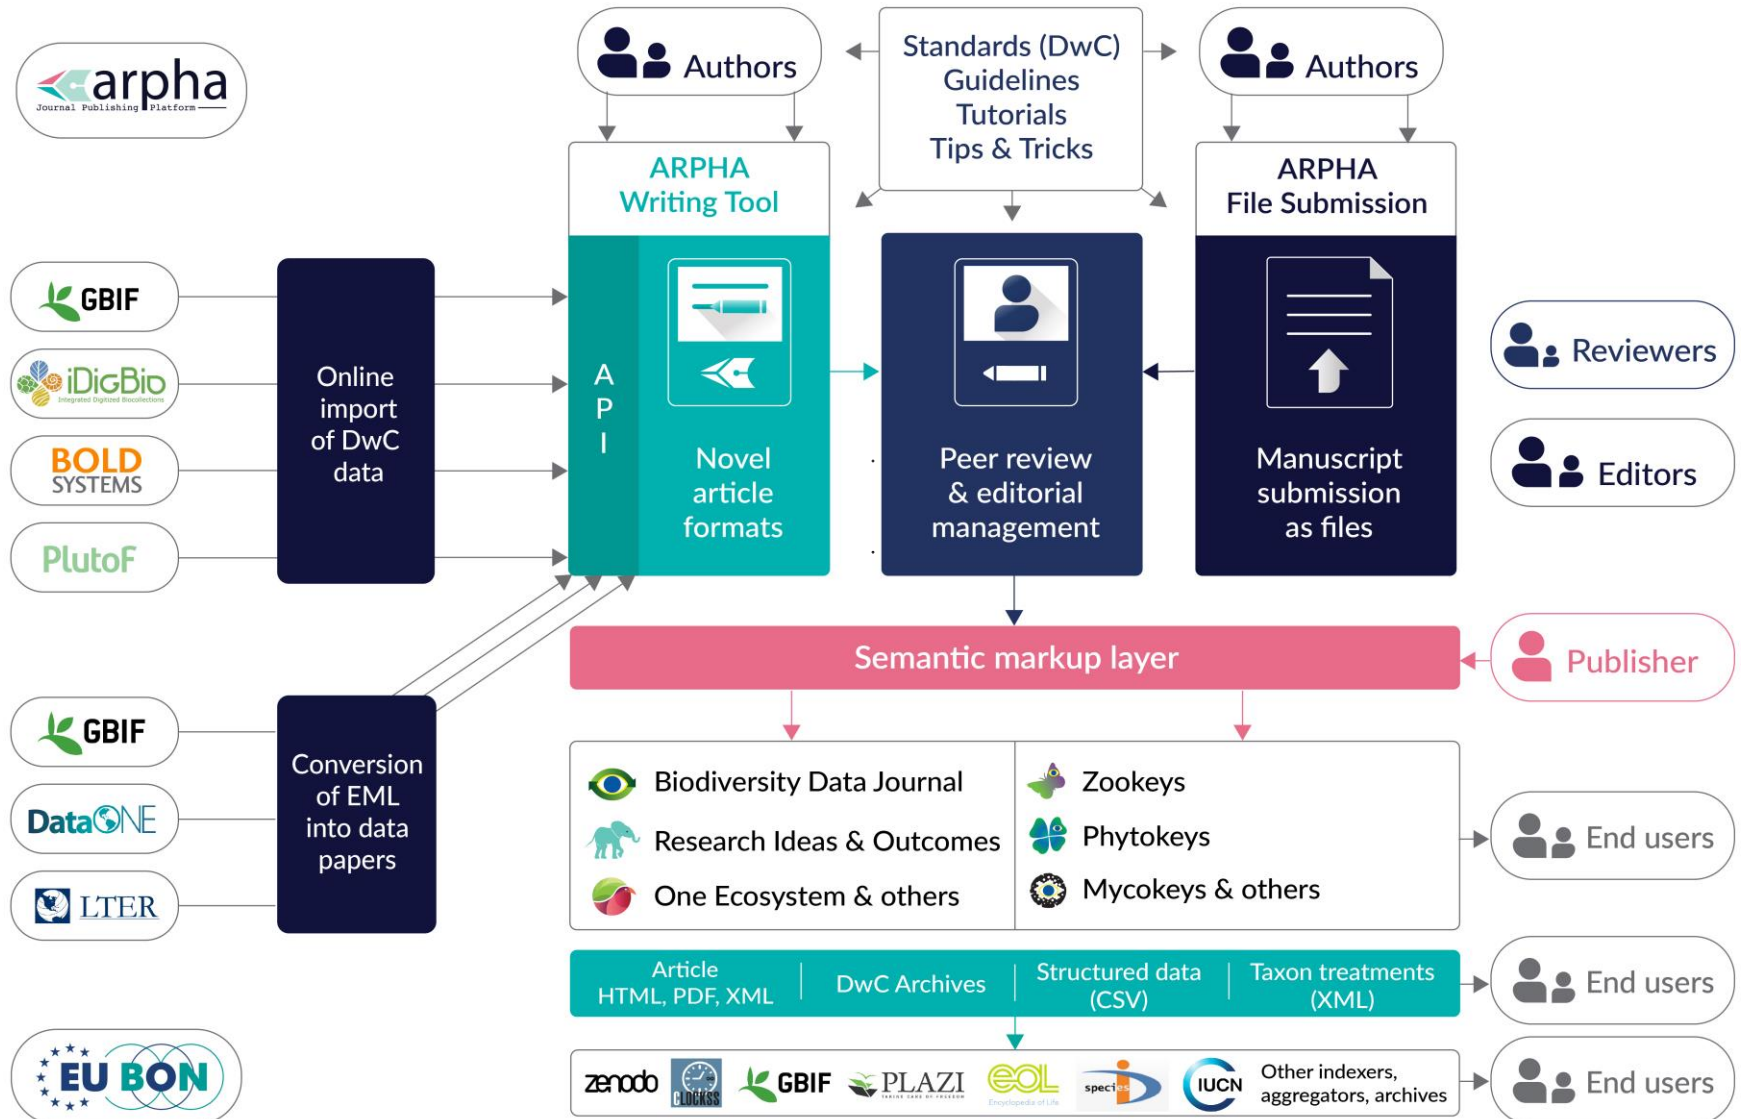 arpha
Journal Publishing Platform
Authors
Standards (DwC)
Guidelines
Tutorials
Tips & Tricks
Authors
ARPHA
Writing Tool
ARPHA
File Submission
GBIF
iDigBio
Integrated Digitized Biocollections
BOLD
SYSTEMS
PlutoF
Online
import
of DwC
data
A
P
I
Novel
article
formats
Peer review
& editorial
management
Manuscript
submission
as files
Reviewers
Editors
Semantic markup layer
Publisher
GBIF
DataONE
LTER
Conversion
of EML
into data
papers
Biodiversity Data Journal
Research Ideas & Outcomes
One Ecosystem & others
Zookeys
Phytokeys
Mycokeys & others
End users
Article
HTML, PDF, XML
DwC Archives
Structured data
(CSV)
Taxon treatments
(XML)
End users
EU BON
zenodo
CLOCKSS
GBIF
PLAZI
TAKING CARE OF FREEDOM
EOL
Encyclopedia of Life
species
ID
IUCN
Other indexers,
aggregators, archives
End users